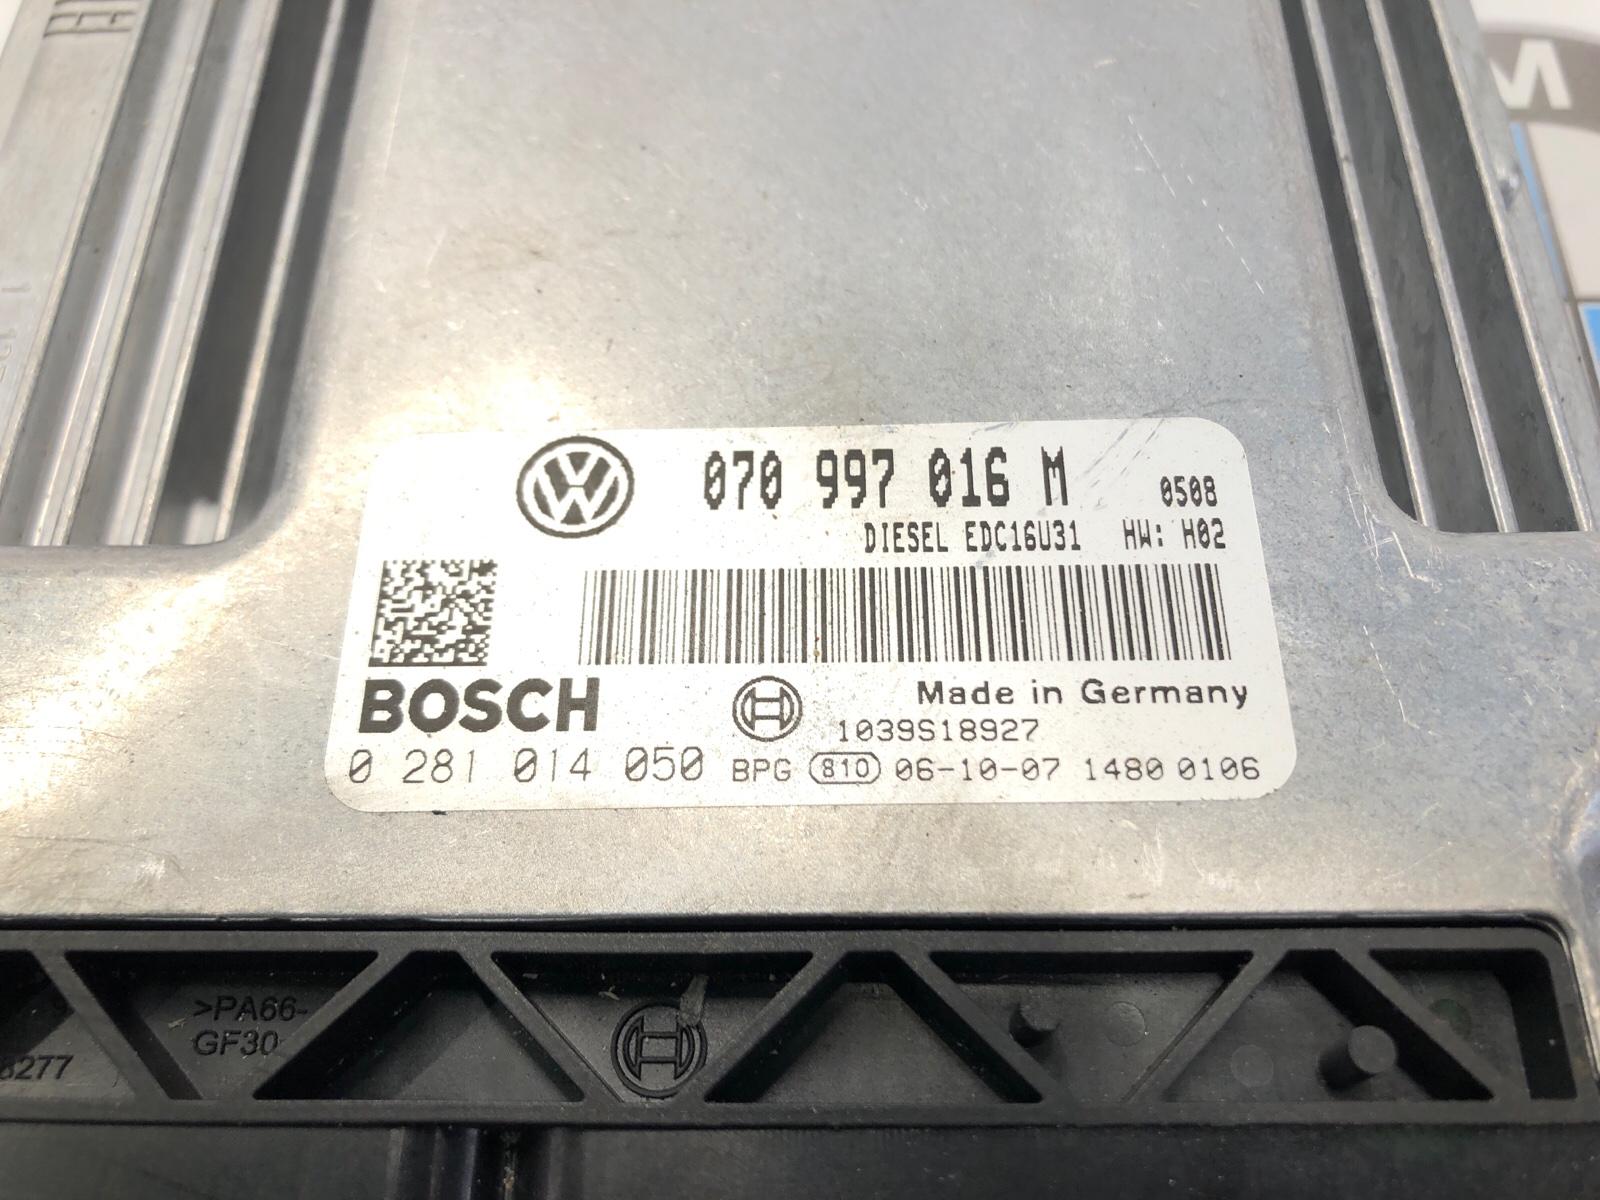 070 997 016 M 0508
DIESEL EDC16U31 HW: H02
BOSCH
Made in Germany
1039S18927
0 281 014 050 BPG 810 06-10-07 1480 0106
>PA66-
GF30
8277
M